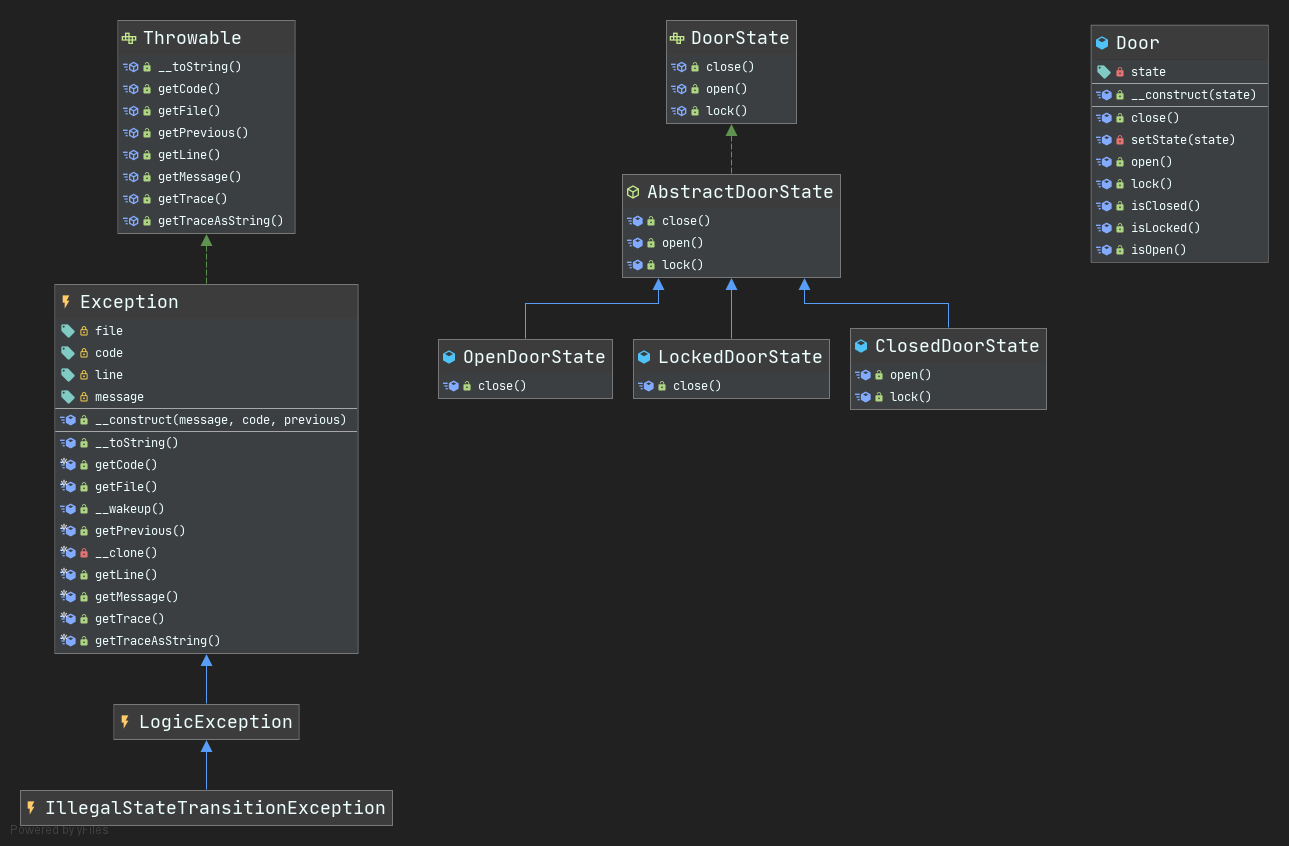 Throwable
__toString()
getCode()
getFile()
getPrevious()
getLine()
getMessage()
getTrace()
getTraceAsString()
Exception
file
code
line
message
__construct(message, code, previous)
__toString()
getCode()
getFile()
__wakeup()
getPrevious()
__clone()
getLine()
getMessage()
getTrace()
getTraceAsString()
LogicException
IllegalStateTransitionException
DoorState
close()
open()
lock()
AbstractDoorState
close()
open()
lock()
OpenDoorState
close()
LockedDoorState
close()
ClosedDoorState
open()
lock()
Door
state
__construct(state)
close()
setState(state)
open()
lock()
isClosed()
isLocked()
isOpen()
Powered by yFiles